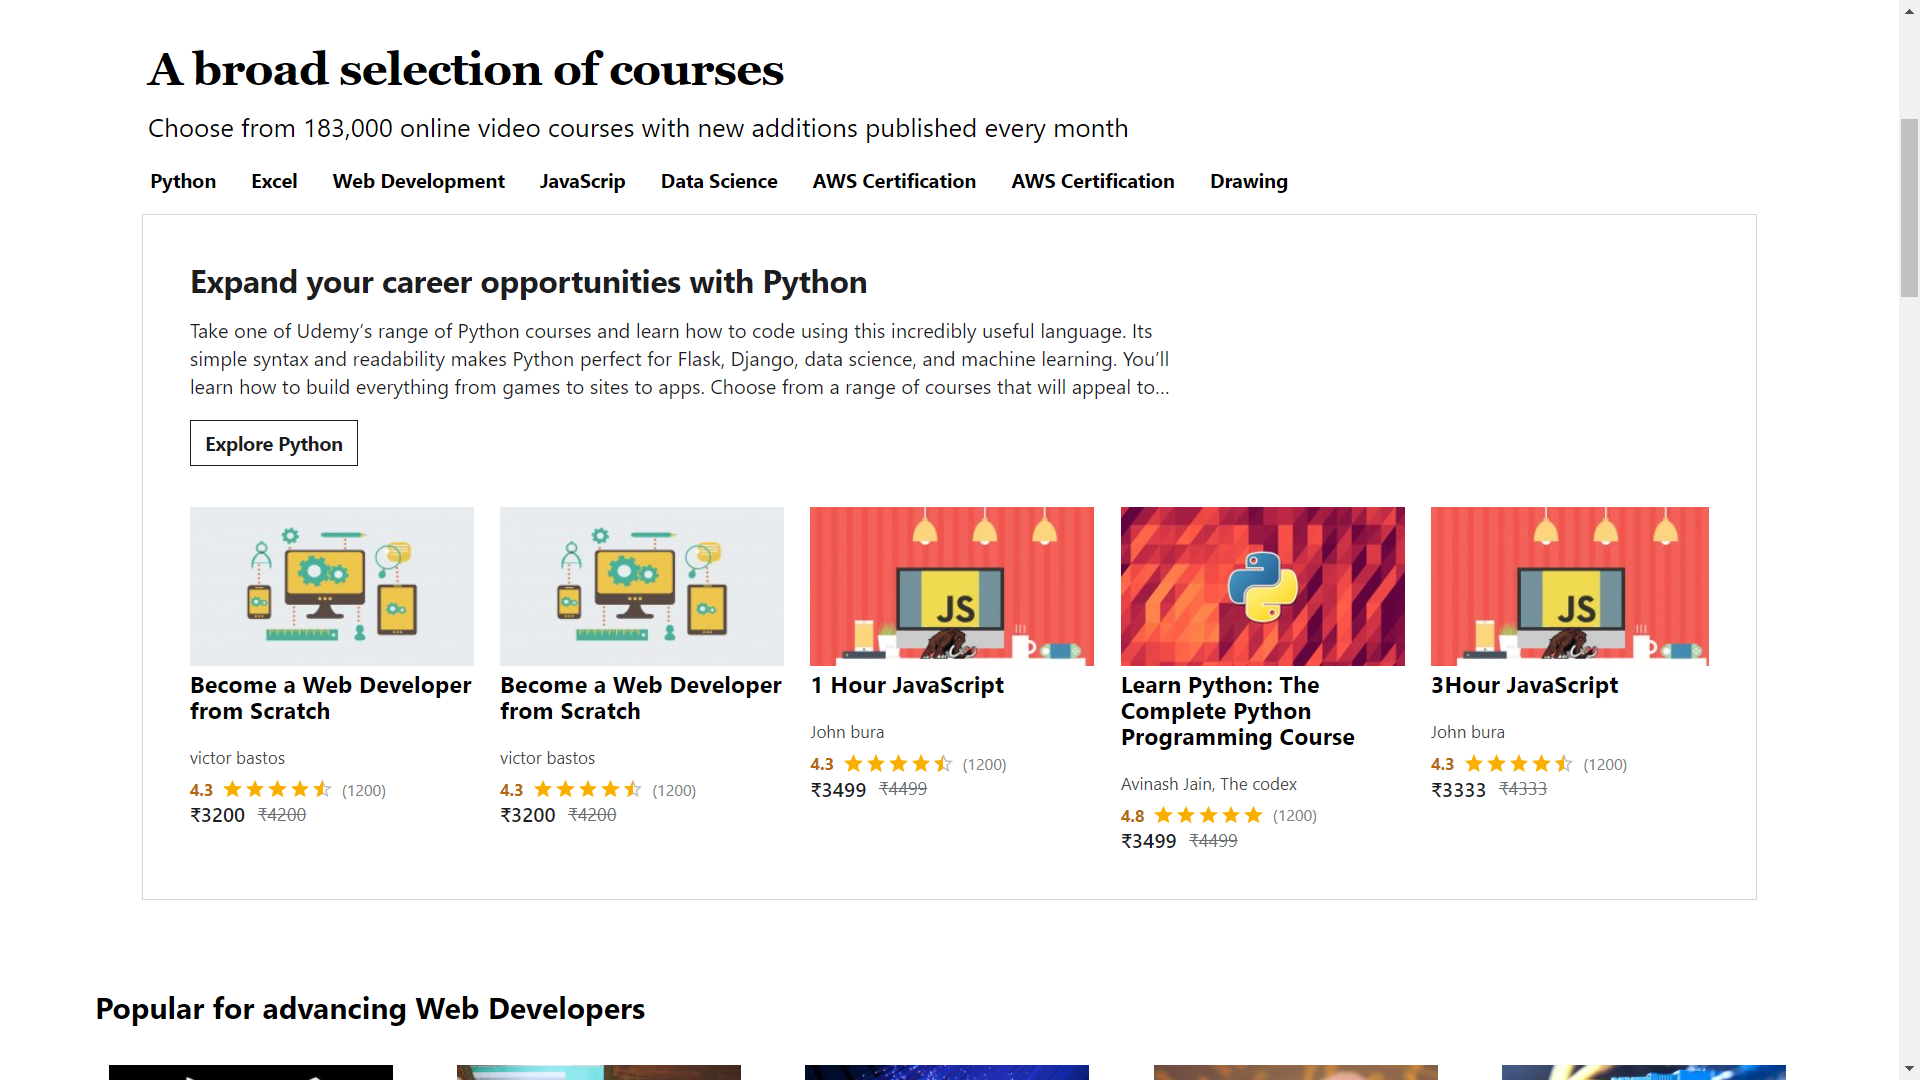 A broad selection of courses
Choose from 183,000 online video courses with new additions published every month
Python Excel Web Development JavaScrip Data Science AWS Certification AWS Certification Drawing
Expand your career opportunities with Python
Take one of Udemy’s range of Python courses and learn how to code using this incredibly useful language. Its
simple syntax and readability makes Python perfect for Flask, Django, data science, and machine learning. You’ll
learn how to build everything from games to sites to apps. Choose from a range of courses that will appeal to...
Explore Python
Become a Web Developer
from Scratch
victor bastos
4.3 (1200)
₹3200 ₹4200
Become a Web Developer
from Scratch
victor bastos
4.3 (1200)
₹3200 ₹4200
JS
1 Hour JavaScript
John bura
4.3 (1200)
₹3499 ₹4499
Learn Python: The
Complete Python
Programming Course
Avinash Jain, The codex
4.8 (1200)
₹3499 ₹4499
JS
3Hour JavaScript
John bura
4.3 (1200)
₹3333 ₹4333
Popular for advancing Web Developers